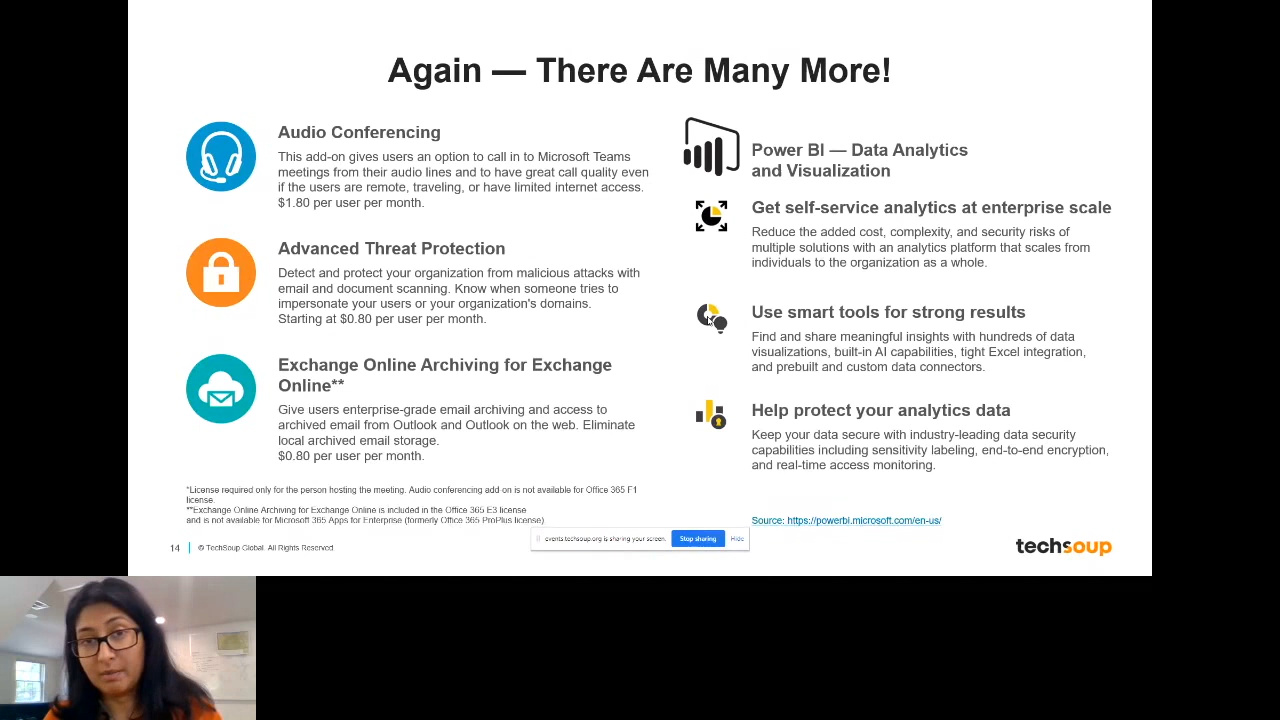 Again — There Are Many More!
Audio Conferencing
This add-on gives users an option to call in to Microsoft Teams
meetings from their audio lines and to have great call quality even
if the users are remote, traveling, or have limited internet access.
$1.80 per user per month.
Advanced Threat Protection
Detect and protect your organization from malicious attacks with
email and document scanning. Know when someone tries to
impersonate your users or your organization's domains.
Starting at $0.80 per user per month.
Exchange Online Archiving for Exchange
Online**
Give users enterprise-grade email archiving and access to
archived email from Outlook and Outlook on the web. Eliminate
local archived email storage.
$0.80 per user per month.
*License required only for the person hosting the meeting. Audio conferencing add-on is not available for Office 365 F1
license.
**Exchange Online Archiving for Exchange Online is included in the Office 365 E3 license
and is not available for Microsoft 365 Apps for Enterprise (formerly Office 365 ProPlus license)
Power BI — Data Analytics
and Visualization
Get self-service analytics at enterprise scale
Reduce the added cost, complexity, and security risks of
multiple solutions with an analytics platform that scales from
individuals to the organization as a whole.
Use smart tools for strong results
Find and share meaningful insights with hundreds of data
visualizations, built-in AI capabilities, tight Excel integration,
and prebuilt and custom data connectors.
Help protect your analytics data
Keep your data secure with industry-leading data security
capabilities including sensitivity labeling, end-to-end encryption,
and real-time access monitoring.
Source: https://powerbi.microsoft.com/en-us/
events.techsoup.org is sharing your screen. Stop sharing Hide
14 © TechSoup Global. All Rights Reserved.
techsoup